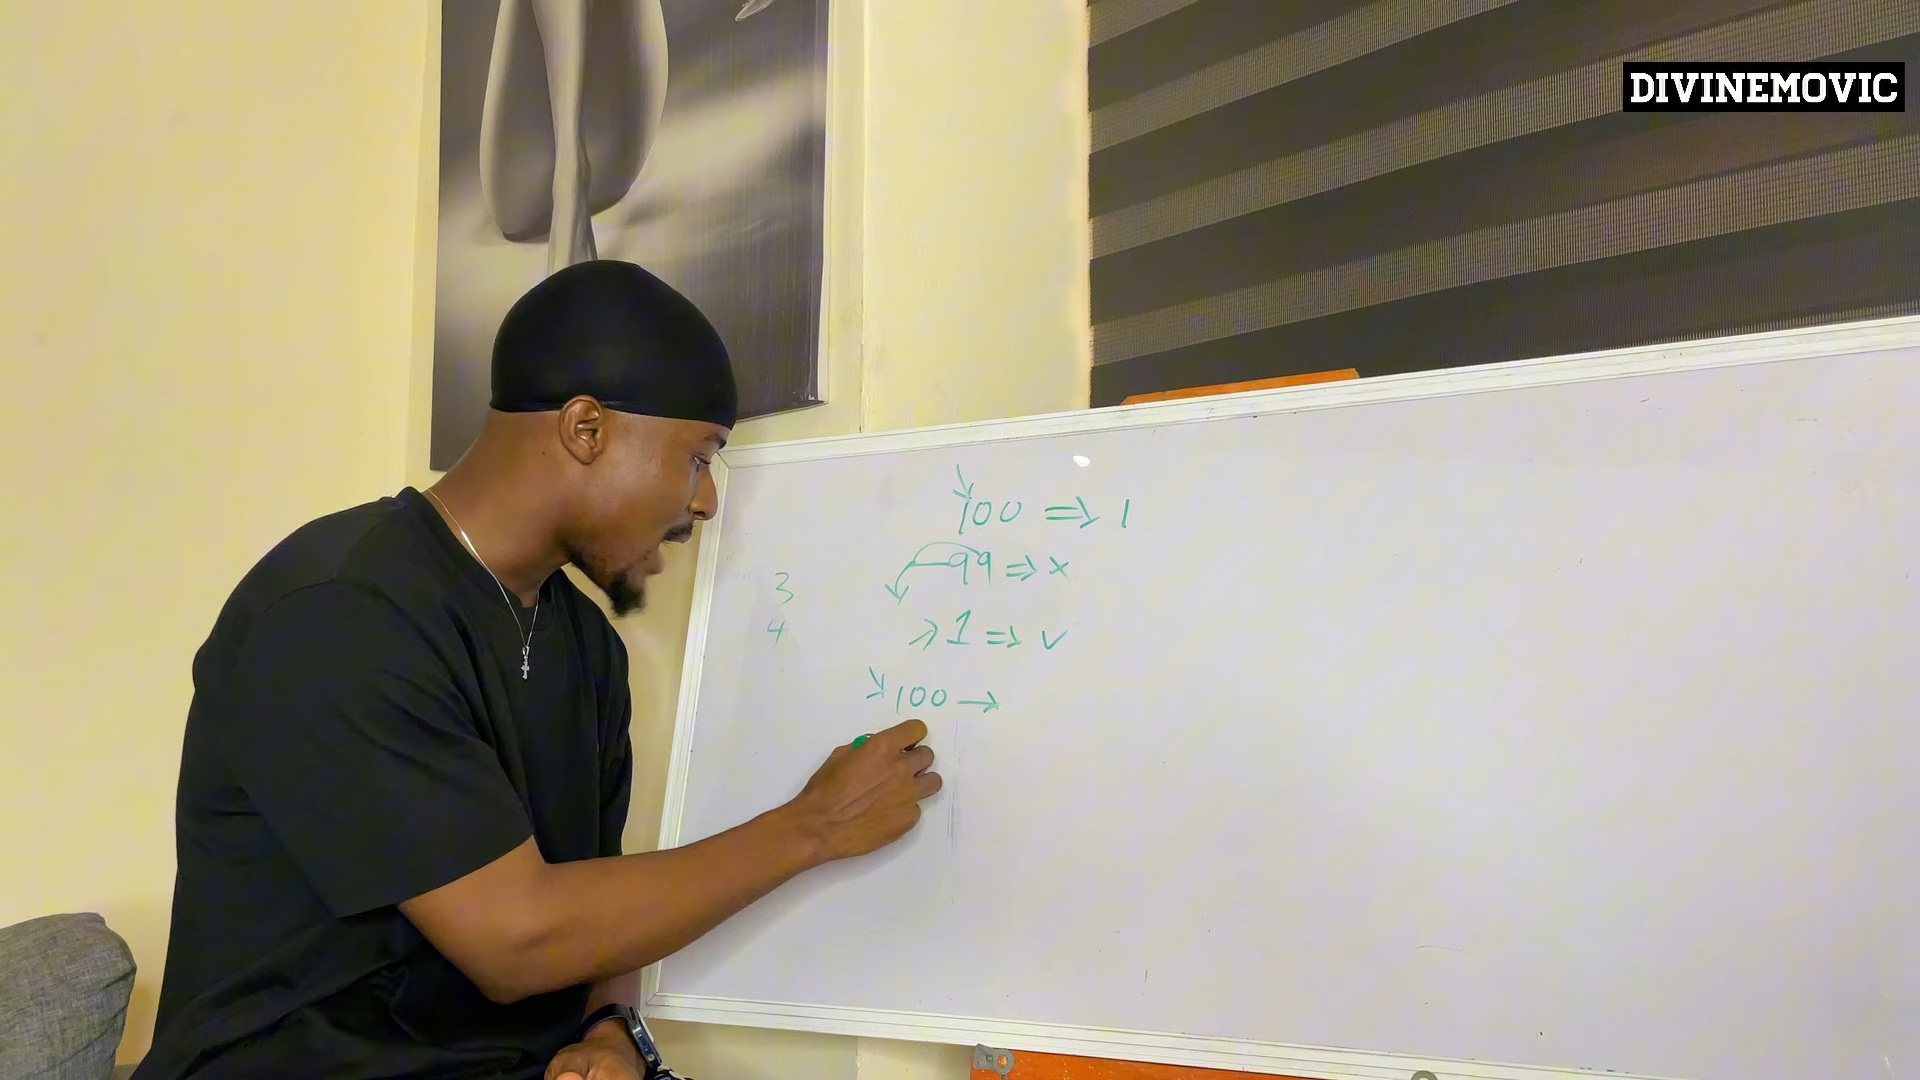 DIVINEMOVIC
100 => 1
99 => x
3
1 => v
4
100 →